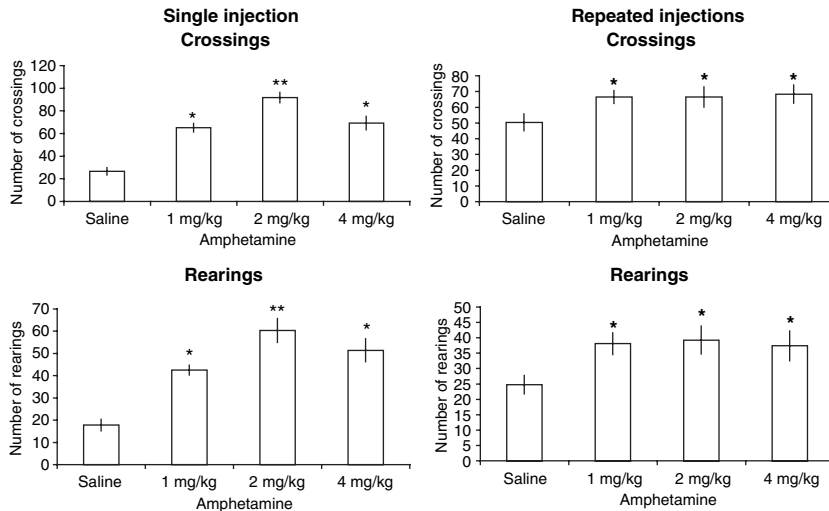 Single injection
Crossings
Number of crossings
120
100
80
60
40
20
0
*
**
*
Saline
1 mg/kg
2 mg/kg
4 mg/kg
Amphetamine
Repeated injections
Crossings
Number of crossings
80
70
60
50
40
30
20
10
0
*
*
*
Saline
1 mg/kg
2 mg/kg
4 mg/kg
Amphetamine
Rearings
Number of rearings
70
60
50
40
30
20
10
0
*
**
*
Saline
1 mg/kg
2 mg/kg
4 mg/kg
Amphetamine
Rearings
Number of rearings
50
45
40
35
30
25
20
15
10
5
0
*
*
*
Saline
1 mg/kg
2 mg/kg
4 mg/kg
Amphetamine